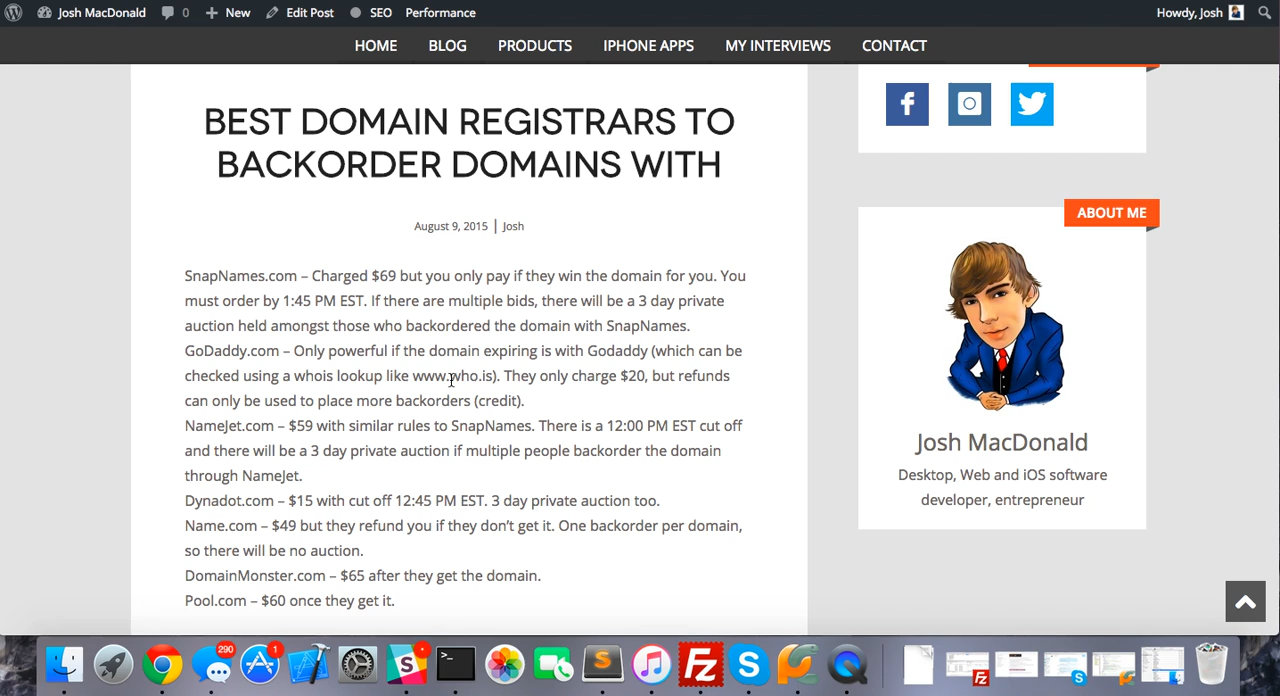 Josh MacDonald 0 New Edit Post SEO Performance Howdy, Josh
HOME BLOG PRODUCTS IPHONE APPS MY INTERVIEWS CONTACT
BEST DOMAIN REGISTRARS TO
BACKORDER DOMAINS WITH
August 9, 2015 | Josh
SnapNames.com – Charged $69 but you only pay if they win the domain for you. You
must order by 1:45 PM EST. If there are multiple bids, there will be a 3 day private
auction held amongst those who backordered the domain with SnapNames.
GoDaddy.com – Only powerful if the domain expiring is with Godaddy (which can be
checked using a whois lookup like www.who.is). They only charge $20, but refunds
can only be used to place more backorders (credit).
NameJet.com – $59 with similar rules to SnapNames. There is a 12:00 PM EST cut off
and there will be a 3 day private auction if multiple people backorder the domain
through NameJet.
Dynadot.com – $15 with cut off 12:45 PM EST. 3 day private auction too.
Name.com – $49 but they refund you if they don't get it. One backorder per domain,
so there will be no auction.
DomainMonster.com – $65 after they get the domain.
Pool.com – $60 once they get it.
ABOUT ME
Josh MacDonald
Desktop, Web and iOS software
developer, entrepreneur
290
1